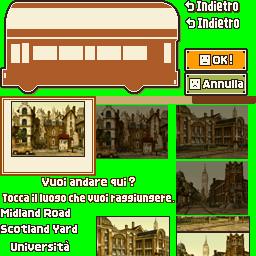 Indietro
Indietro
OK!
Annulla
Vuoi andare qui?
Tocca il luogo che vuoi raggiungere.
Midland Road
Scotland Yard
Università